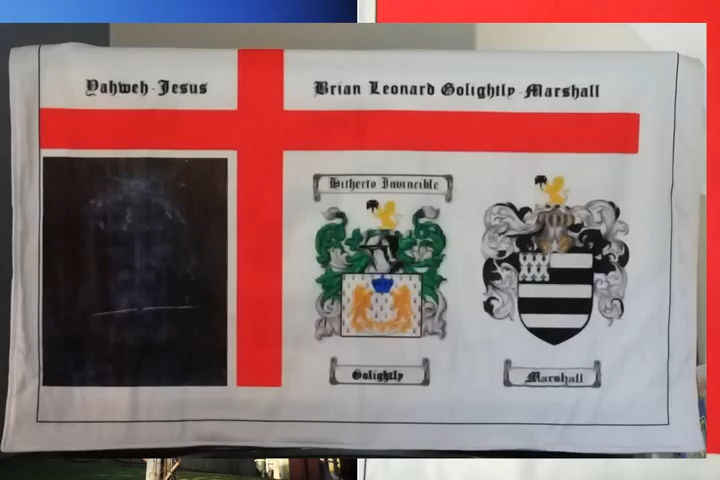 Yahweh-Jesus
Brian Leonard Golightly-Marshall
Hitherto Invincible
Golightly
Marshall